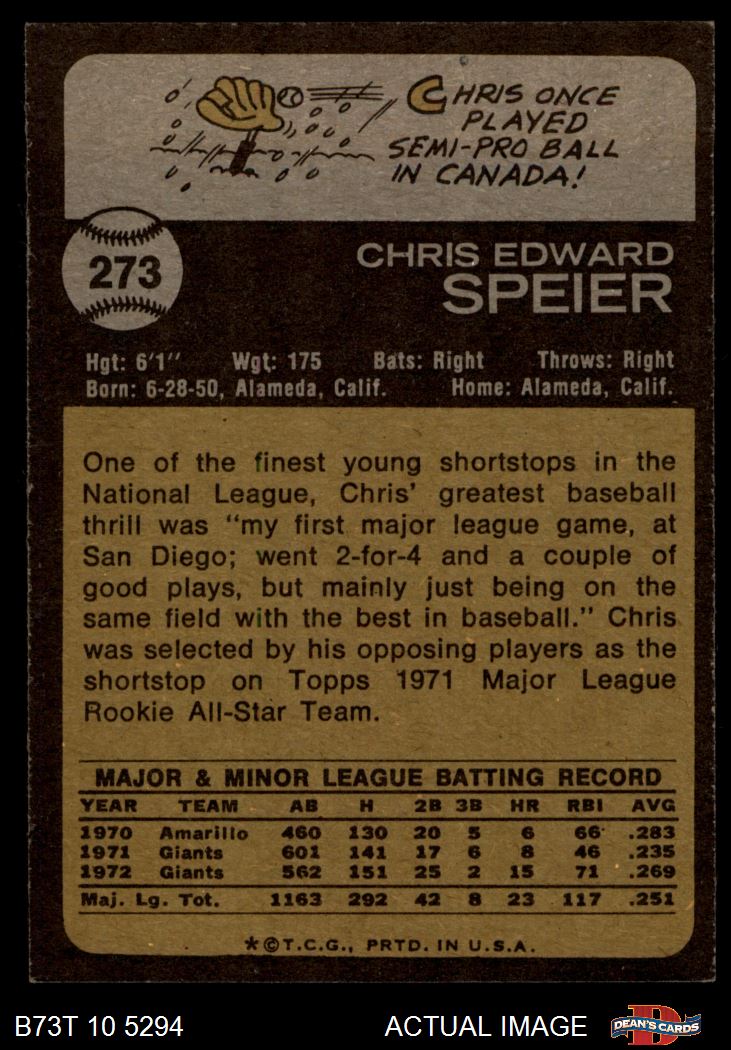 CHRIS ONCE
PLAYED
SEMI-PRO BALL
IN CANADA!
273
CHRIS EDWARD
SPEIER
Hgt: 6'1" Wgt: 175 Bats: Right Throws: Right
Born: 6-28-50, Alameda, Calif. Home: Alameda, Calif.
One of the finest young shortstops in the
National League, Chris' greatest baseball
thrill was "my first major league game, at
San Diego; went 2-for-4 and a couple of
good plays, but mainly just being on the
same field with the best in baseball." Chris
was selected by his opposing players as the
shortstop on Topps 1971 Major League
Rookie All-Star Team.
MAJOR & MINOR LEAGUE BATTING RECORD
YEAR TEAM AB H 2B 3B HR RBI AVG
1970 Amarillo 460 130 20 5 6 66 .283
1971 Giants 601 141 17 6 8 46 .235
1972 Giants 562 151 25 2 15 71 .269
Maj. Lg. Tot. 1163 292 42 8 23 117 .251
*©T.C.G., PRTD. IN U.S.A.
B73T 10 5294 ACTUAL IMAGE DEAN'S CARDS